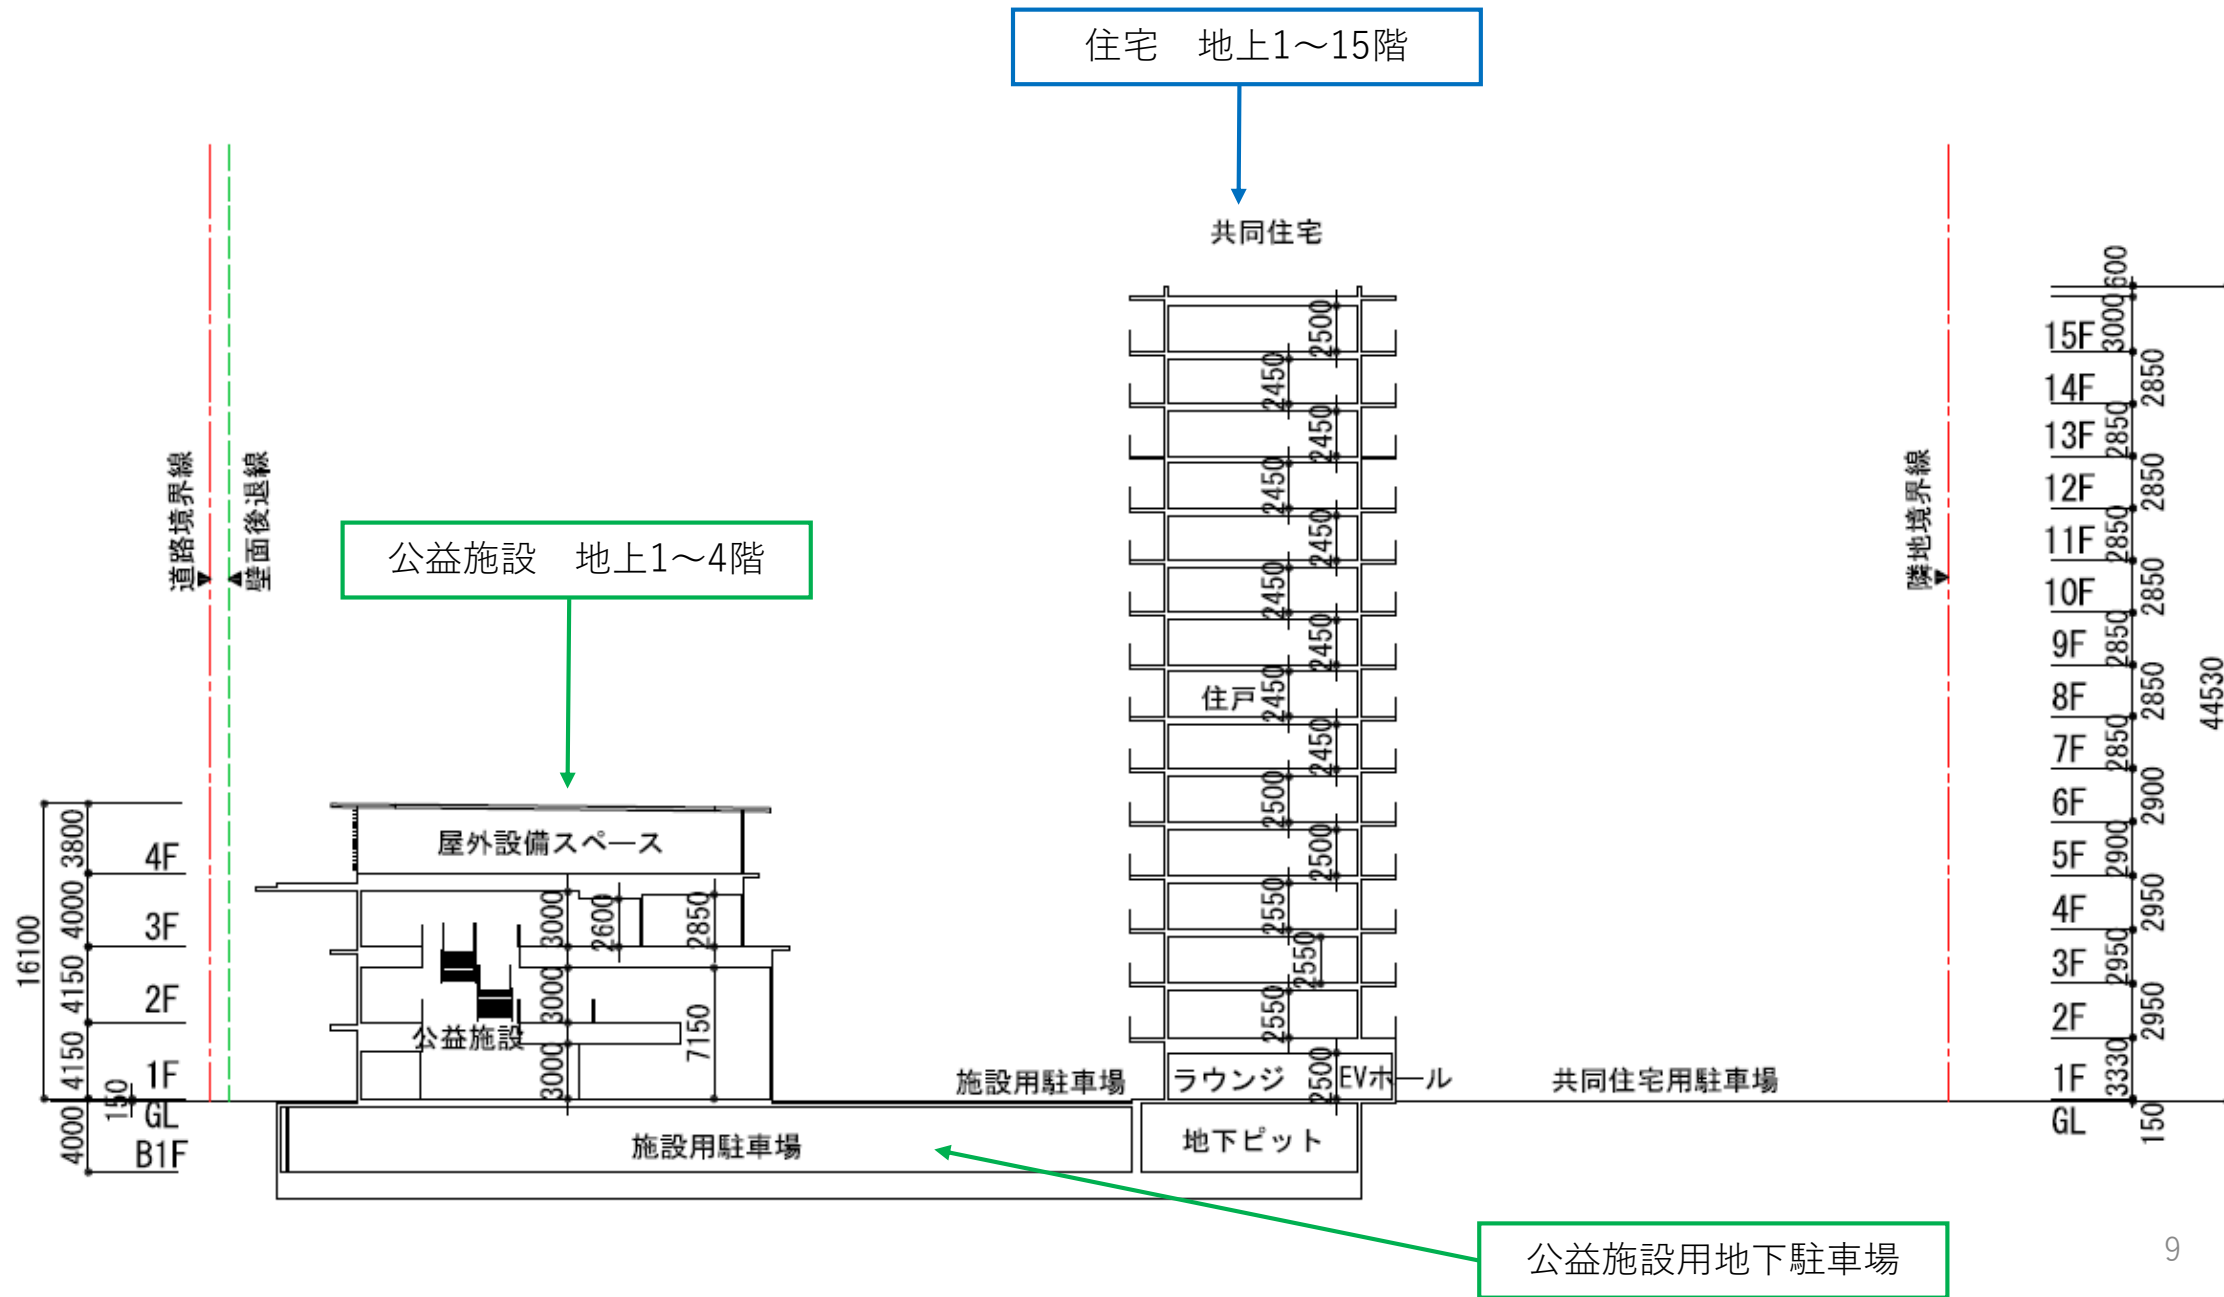 住宅　地上1～15階
共同住宅
公益施設　地上1～4階
道路境界線
壁面後退線
隣地境界線
屋外設備スペース
公益施設
住戸
施設用駐車場
ラウンジ
EVホール
共同住宅用駐車場
施設用駐車場
地下ピット
公益施設用地下駐車場
16100
3800
4F
4000
3F
4150
2F
4150
1F
150
GL
4000
B1F
3000
2600
2850
3000
7150
3000
2500
2450
2450
2450
2450
2450
2450
2450
2450
2500
2500
2550
2550
2550
2500
600
15F
3000
14F
2850
13F
2850
12F
2850
11F
2850
10F
2850
9F
2850
8F
2850
7F
2850
6F
2900
5F
2900
4F
2950
3F
2950
2F
2950
1F
3330
GL
150
44530
9